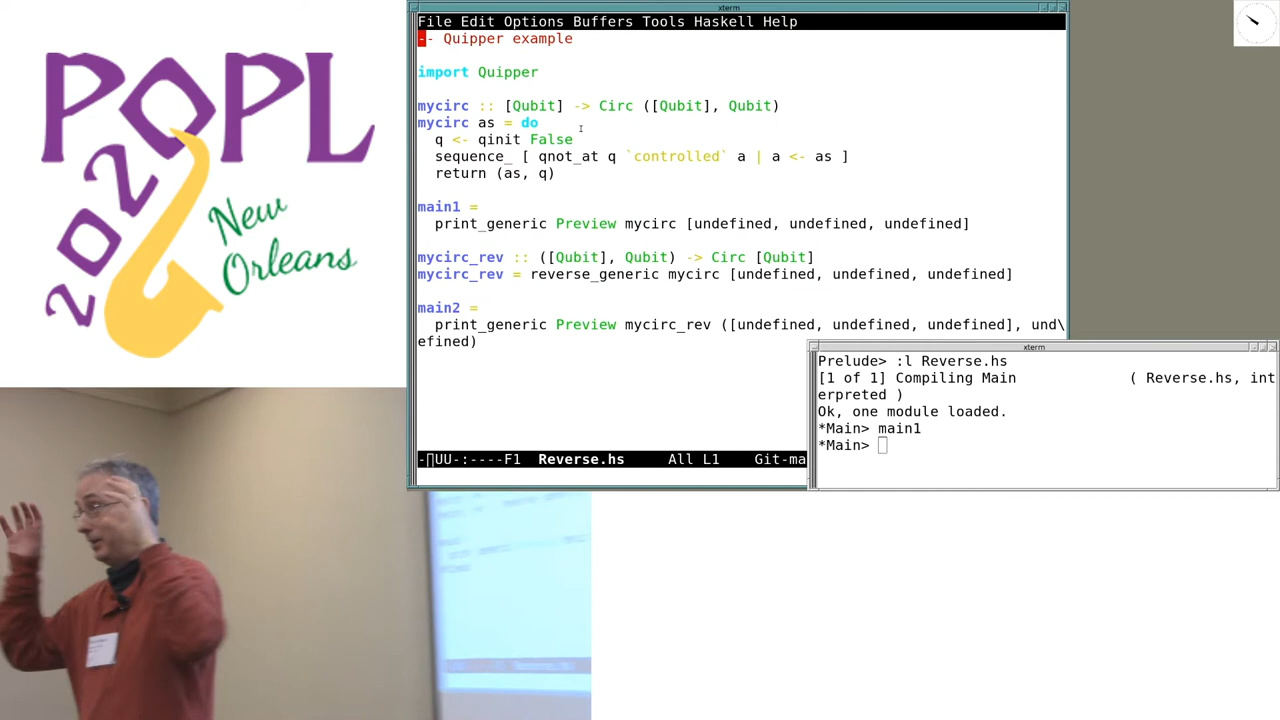 POPL
2020
New
Orleans
xterm
File Edit Options Buffers Tools Haskell Help
-- Quipper example
import Quipper
mycirc :: [Qubit] -> Circ ([Qubit], Qubit)
mycirc as = do
  q <- qinit False
  sequence_ [ qnot_at q `controlled` a | a <- as ]
  return (as, q)
main1 =
  print_generic Preview mycirc [undefined, undefined, undefined]
mycirc_rev :: ([Qubit], Qubit) -> Circ [Qubit]
mycirc_rev = reverse_generic mycirc [undefined, undefined, undefined]
main2 =
  print_generic Preview mycirc_rev ([undefined, undefined, undefined], und\
efined)
-UU-:----F1  Reverse.hs     All L1    Git-ma
xterm
Prelude> :l Reverse.hs
[1 of 1] Compiling Main             ( Reverse.hs, int
erpreted )
Ok, one module loaded.
*Main> main1
*Main>